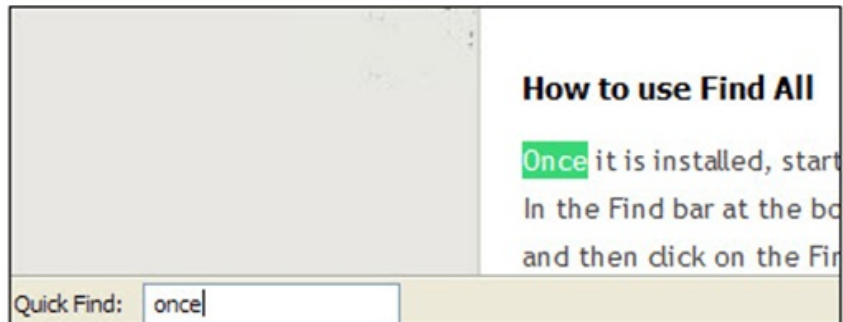 How to use Find All
Once it is installed, start
In the Find bar at the bo
and then click on the Fin
Quick Find: once